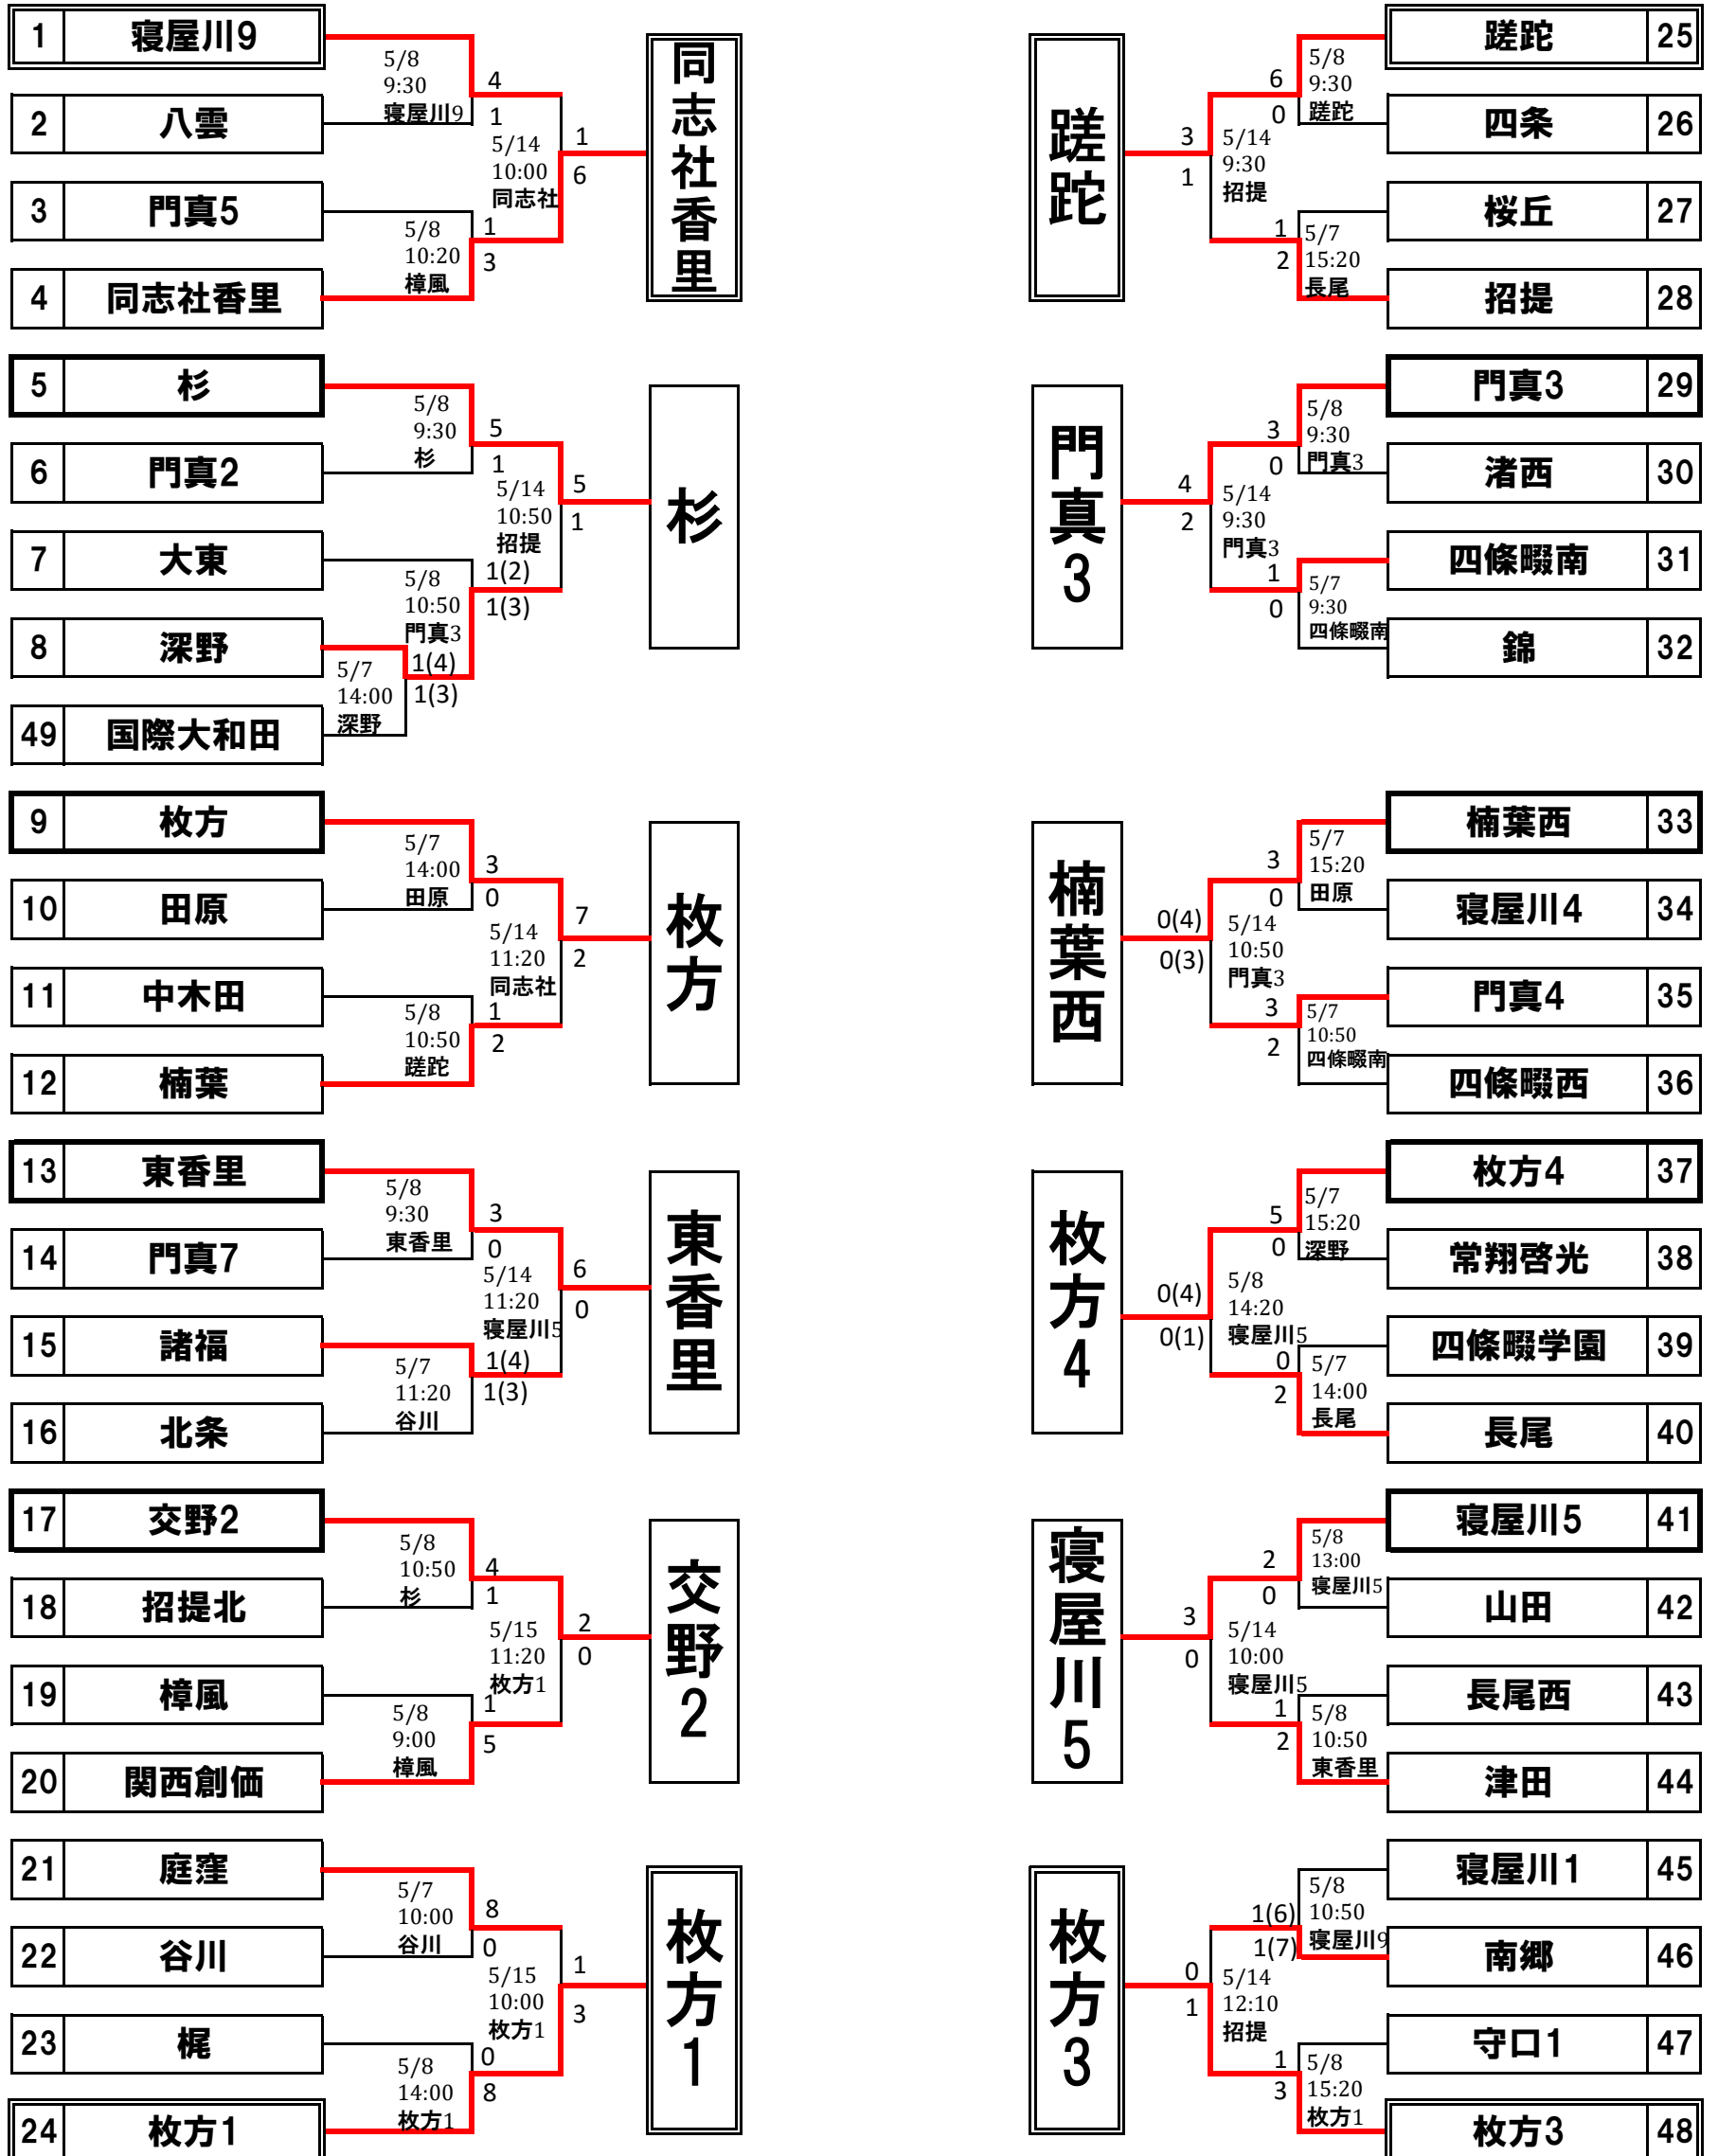 1 寝屋川9
5/8
9:30
寝屋川9
4
1
2 八雲
5/14
10:00
同志社
1
6
3 門真5
5/8
10:20
樟風
1
3
4 同志社香里
同志社香里
5 杉
5/8
9:30
杉
5
1
6 門真2
5/14
10:50
招提
5
1
7 大東
5/8
10:50
門真3
1(2)
1(3)
8 深野
5/7
14:00
深野
1(4)
1(3)
49 国際大和田
杉
9 枚方
5/7
14:00
田原
3
0
10 田原
5/14
11:20
同志社
7
2
11 中木田
5/8
10:50
蹉跎
1
2
12 楠葉
枚方
13 東香里
5/8
9:30
東香里
3
0
14 門真7
5/14
11:20
寝屋川5
6
0
15 諸福
5/7
11:20
谷川
1(4)
1(3)
16 北条
東香里
17 交野2
5/8
10:50
杉
4
1
18 招提北
5/15
11:20
枚方1
2
0
19 樟風
5/8
9:00
樟風
1
5
20 関西創価
交野2
21 庭窪
5/7
10:00
谷川
8
0
22 谷川
5/15
10:00
枚方1
1
3
23 梶
5/8
14:00
枚方1
0
8
24 枚方1
枚方1
蹉跎
蹉跎 25
5/8
9:30
蹉跎
6
0
四条 26
5/14
9:30
招提
3
1
桜丘 27
5/7
15:20
長尾
1
2
招提 28
門真3
門真3 29
5/8
9:30
門真3
3
0
渚西 30
5/14
9:30
門真3
4
2
四條畷南 31
5/7
9:30
四條畷南
1
0
錦 32
楠葉西
楠葉西 33
5/7
15:20
田原
3
0
寝屋川4 34
5/14
10:50
門真3
0(4)
0(3)
門真4 35
5/7
10:50
四條畷南
3
2
四條畷西 36
枚方4
枚方4 37
5/7
15:20
深野
5
0
常翔啓光 38
5/8
14:20
寝屋川5
0(4)
0(1)
四條畷学園 39
5/7
14:00
長尾
0
2
長尾 40
寝屋川5
寝屋川5 41
5/8
13:00
寝屋川5
2
0
山田 42
5/14
10:00
寝屋川5
3
0
長尾西 43
5/8
10:50
東香里
1
2
津田 44
枚方3
寝屋川1 45
5/8
10:50
寝屋川9
1(6)
1(7)
南郷 46
5/14
12:10
招提
0
1
守口1 47
5/8
15:20
枚方1
1
3
枚方3 48